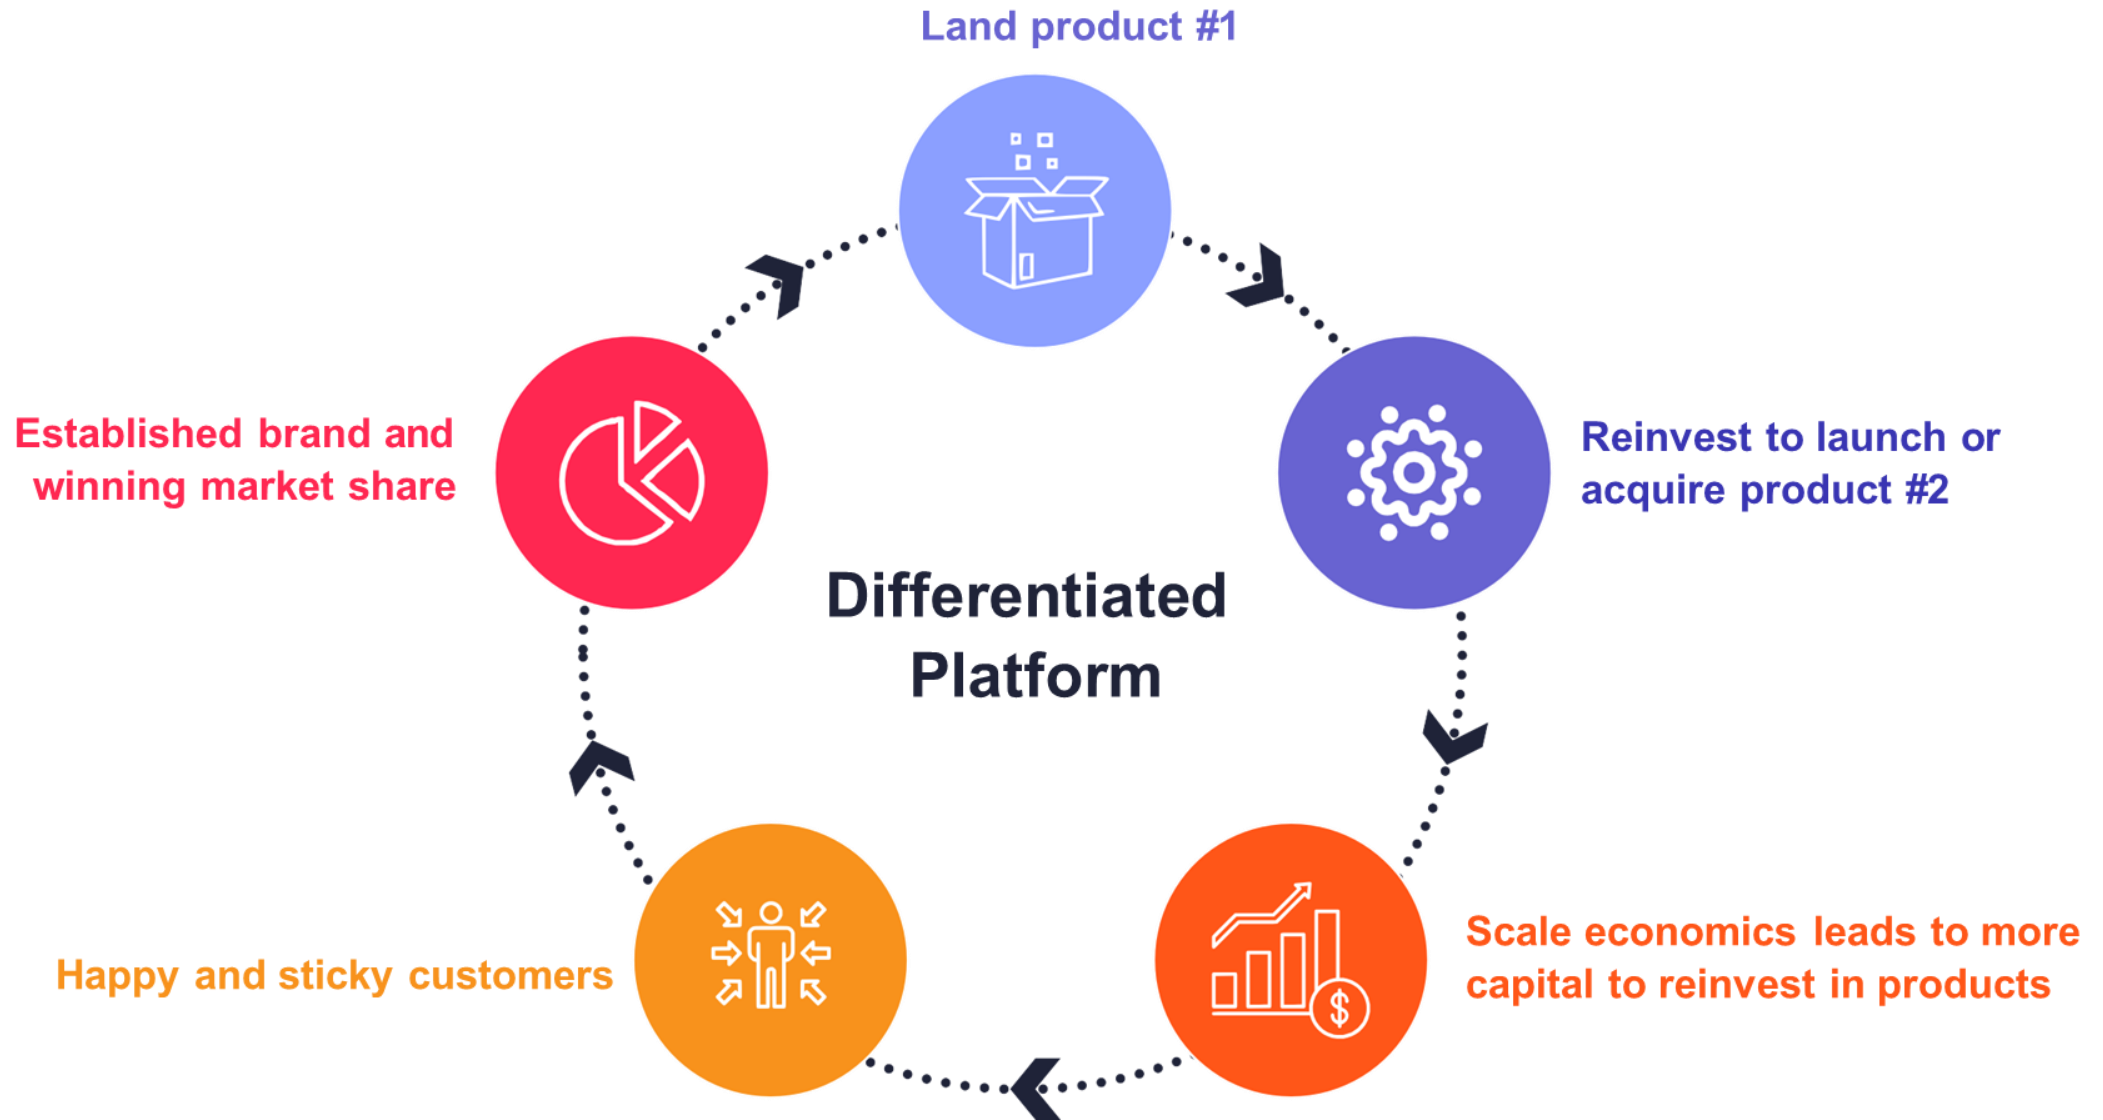 Land product #1
Reinvest to launch or
acquire product #2
Scale economics leads to more
capital to reinvest in products
$
Happy and sticky customers
Established brand and
winning market share
Differentiated
Platform